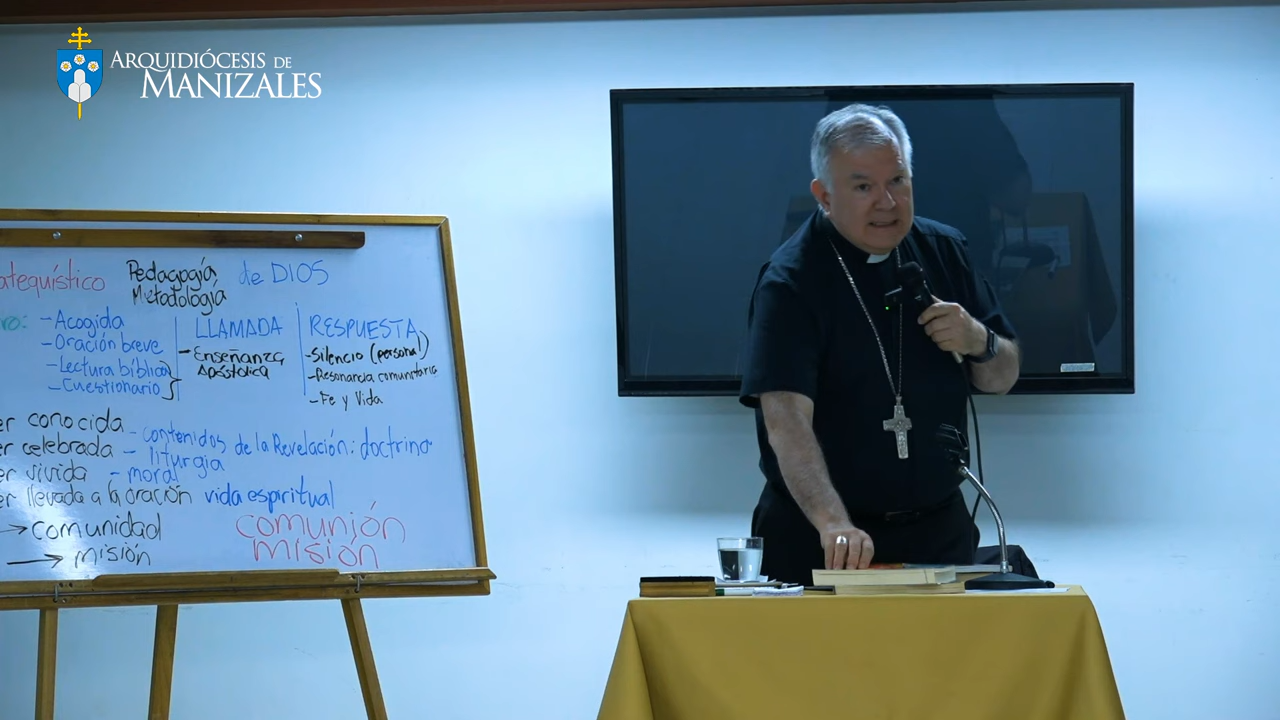 ARQUIDIÓCESIS DE
MANIZALES
atequístico Pedagogía, de DIOS
Metodología
ro: - Acogida
- Oración breve
- Lectura bíblica
- Cuestionario
LLAMADA
- Enseñanza
Apóstolica
RESPUESTA
- Silencio (personal)
- Resonancia comunitaria
- Fe y Vida
er conocida - contenidos de la Revelación: doctrina
er celebrada - liturgia
er vivida - moral
er llevada a la oración vida espiritual
→ comunidad
→ misión
comunión
misión